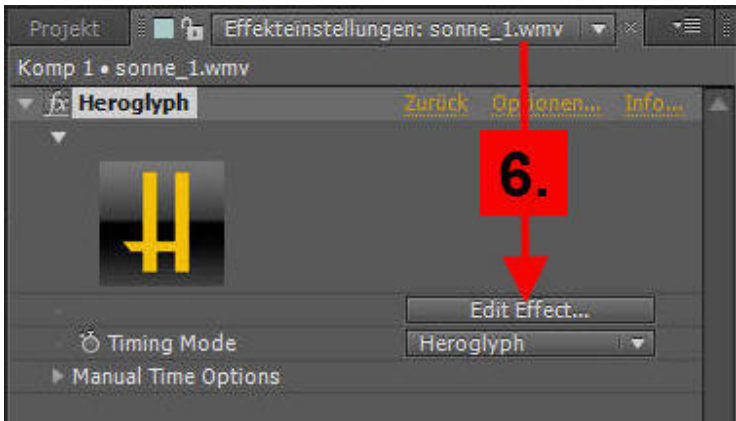 Projekt Effekteinstellungen: sonne_1.wmv
Komp 1 • sonne_1.wmv
fx Heroglyph Zurück Optionen... Info...
H
6.
Edit Effect...
Timing Mode Heroglyph
Manual Time Options